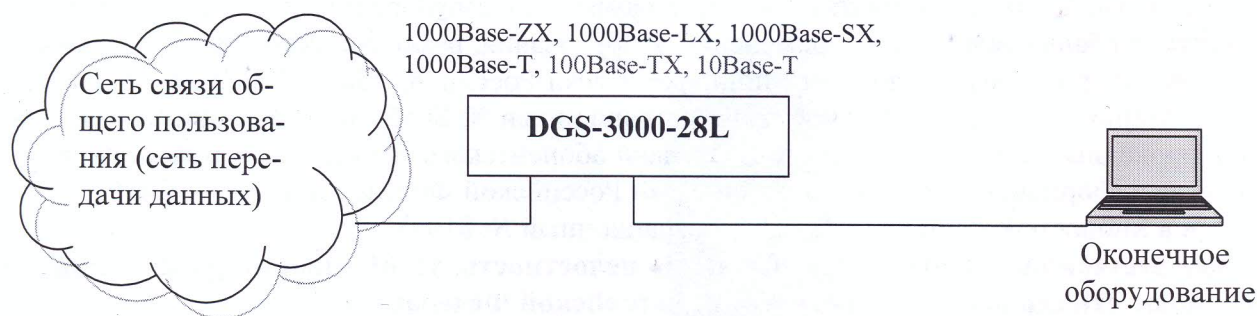 1000Base-ZX, 1000Base-LX, 1000Base-SX,
1000Base-T, 100Base-TX, 10Base-T
Сеть связи об-
щего пользова-
ния (сеть пере-
дачи данных)
DGS-3000-28L
Оконечное
оборудование